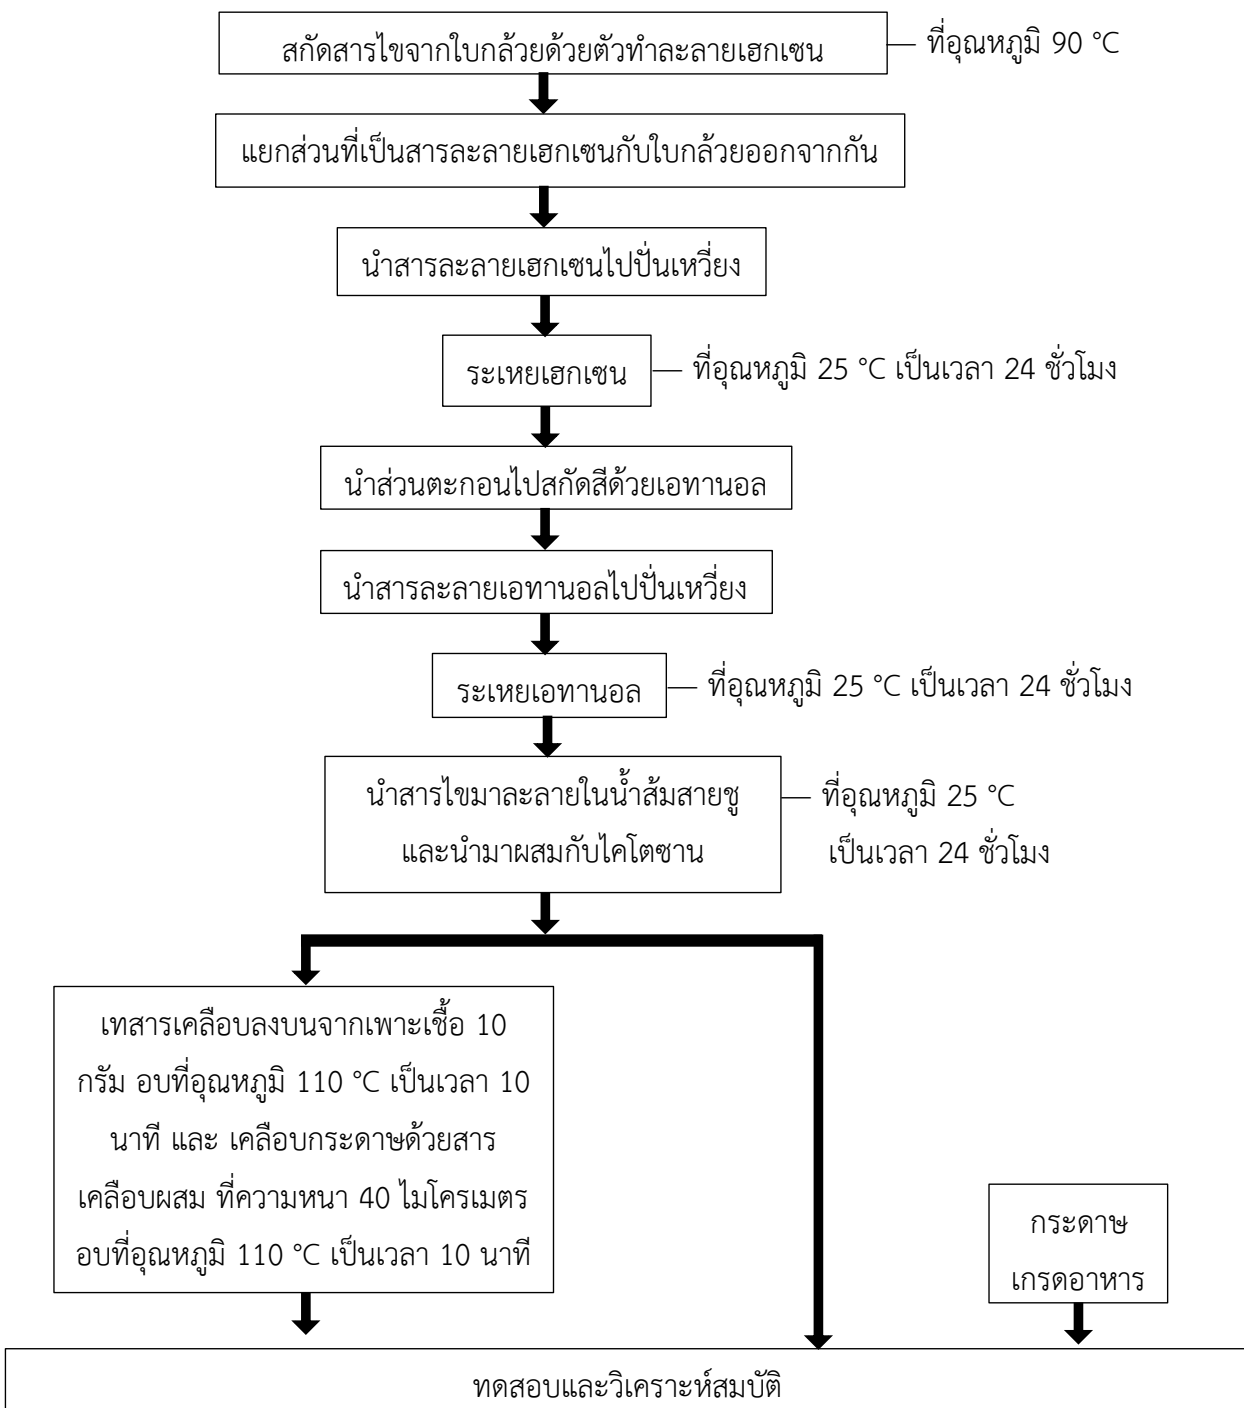 สกัดสารไขจากใบกล้วยด้วยตัวทำละลายเฮกเซน
ที่อุณหภูมิ 90 °C
แยกส่วนที่เป็นสารละลายเฮกเซนกับใบกล้วยออกจากกัน
นำสารละลายเฮกเซนไปปั่นเหวี่ยง
ระเหยเฮกเซน
ที่อุณหภูมิ 25 °C เป็นเวลา 24 ชั่วโมง
นำส่วนตะกอนไปสกัดสีด้วยเอทานอล
นำสารละลายเอทานอลไปปั่นเหวี่ยง
ระเหยเอทานอล
ที่อุณหภูมิ 25 °C เป็นเวลา 24 ชั่วโมง
นำสารไขมาละลายในน้ำส้มสายชู
และนำมาผสมกับไคโตซาน
ที่อุณหภูมิ 25 °C
เป็นเวลา 24 ชั่วโมง
เทสารเคลือบลงบนจากเพาะเชื้อ 10
กรัม อบที่อุณหภูมิ 110 °C เป็นเวลา 10
นาที และ เคลือบกระดาษด้วยสาร
เคลือบผสม ที่ความหนา 40 ไมโครเมตร
อบที่อุณหภูมิ 110 °C เป็นเวลา 10 นาที
กระดาษ
เกรดอาหาร
ทดสอบและวิเคราะห์สมบัติ